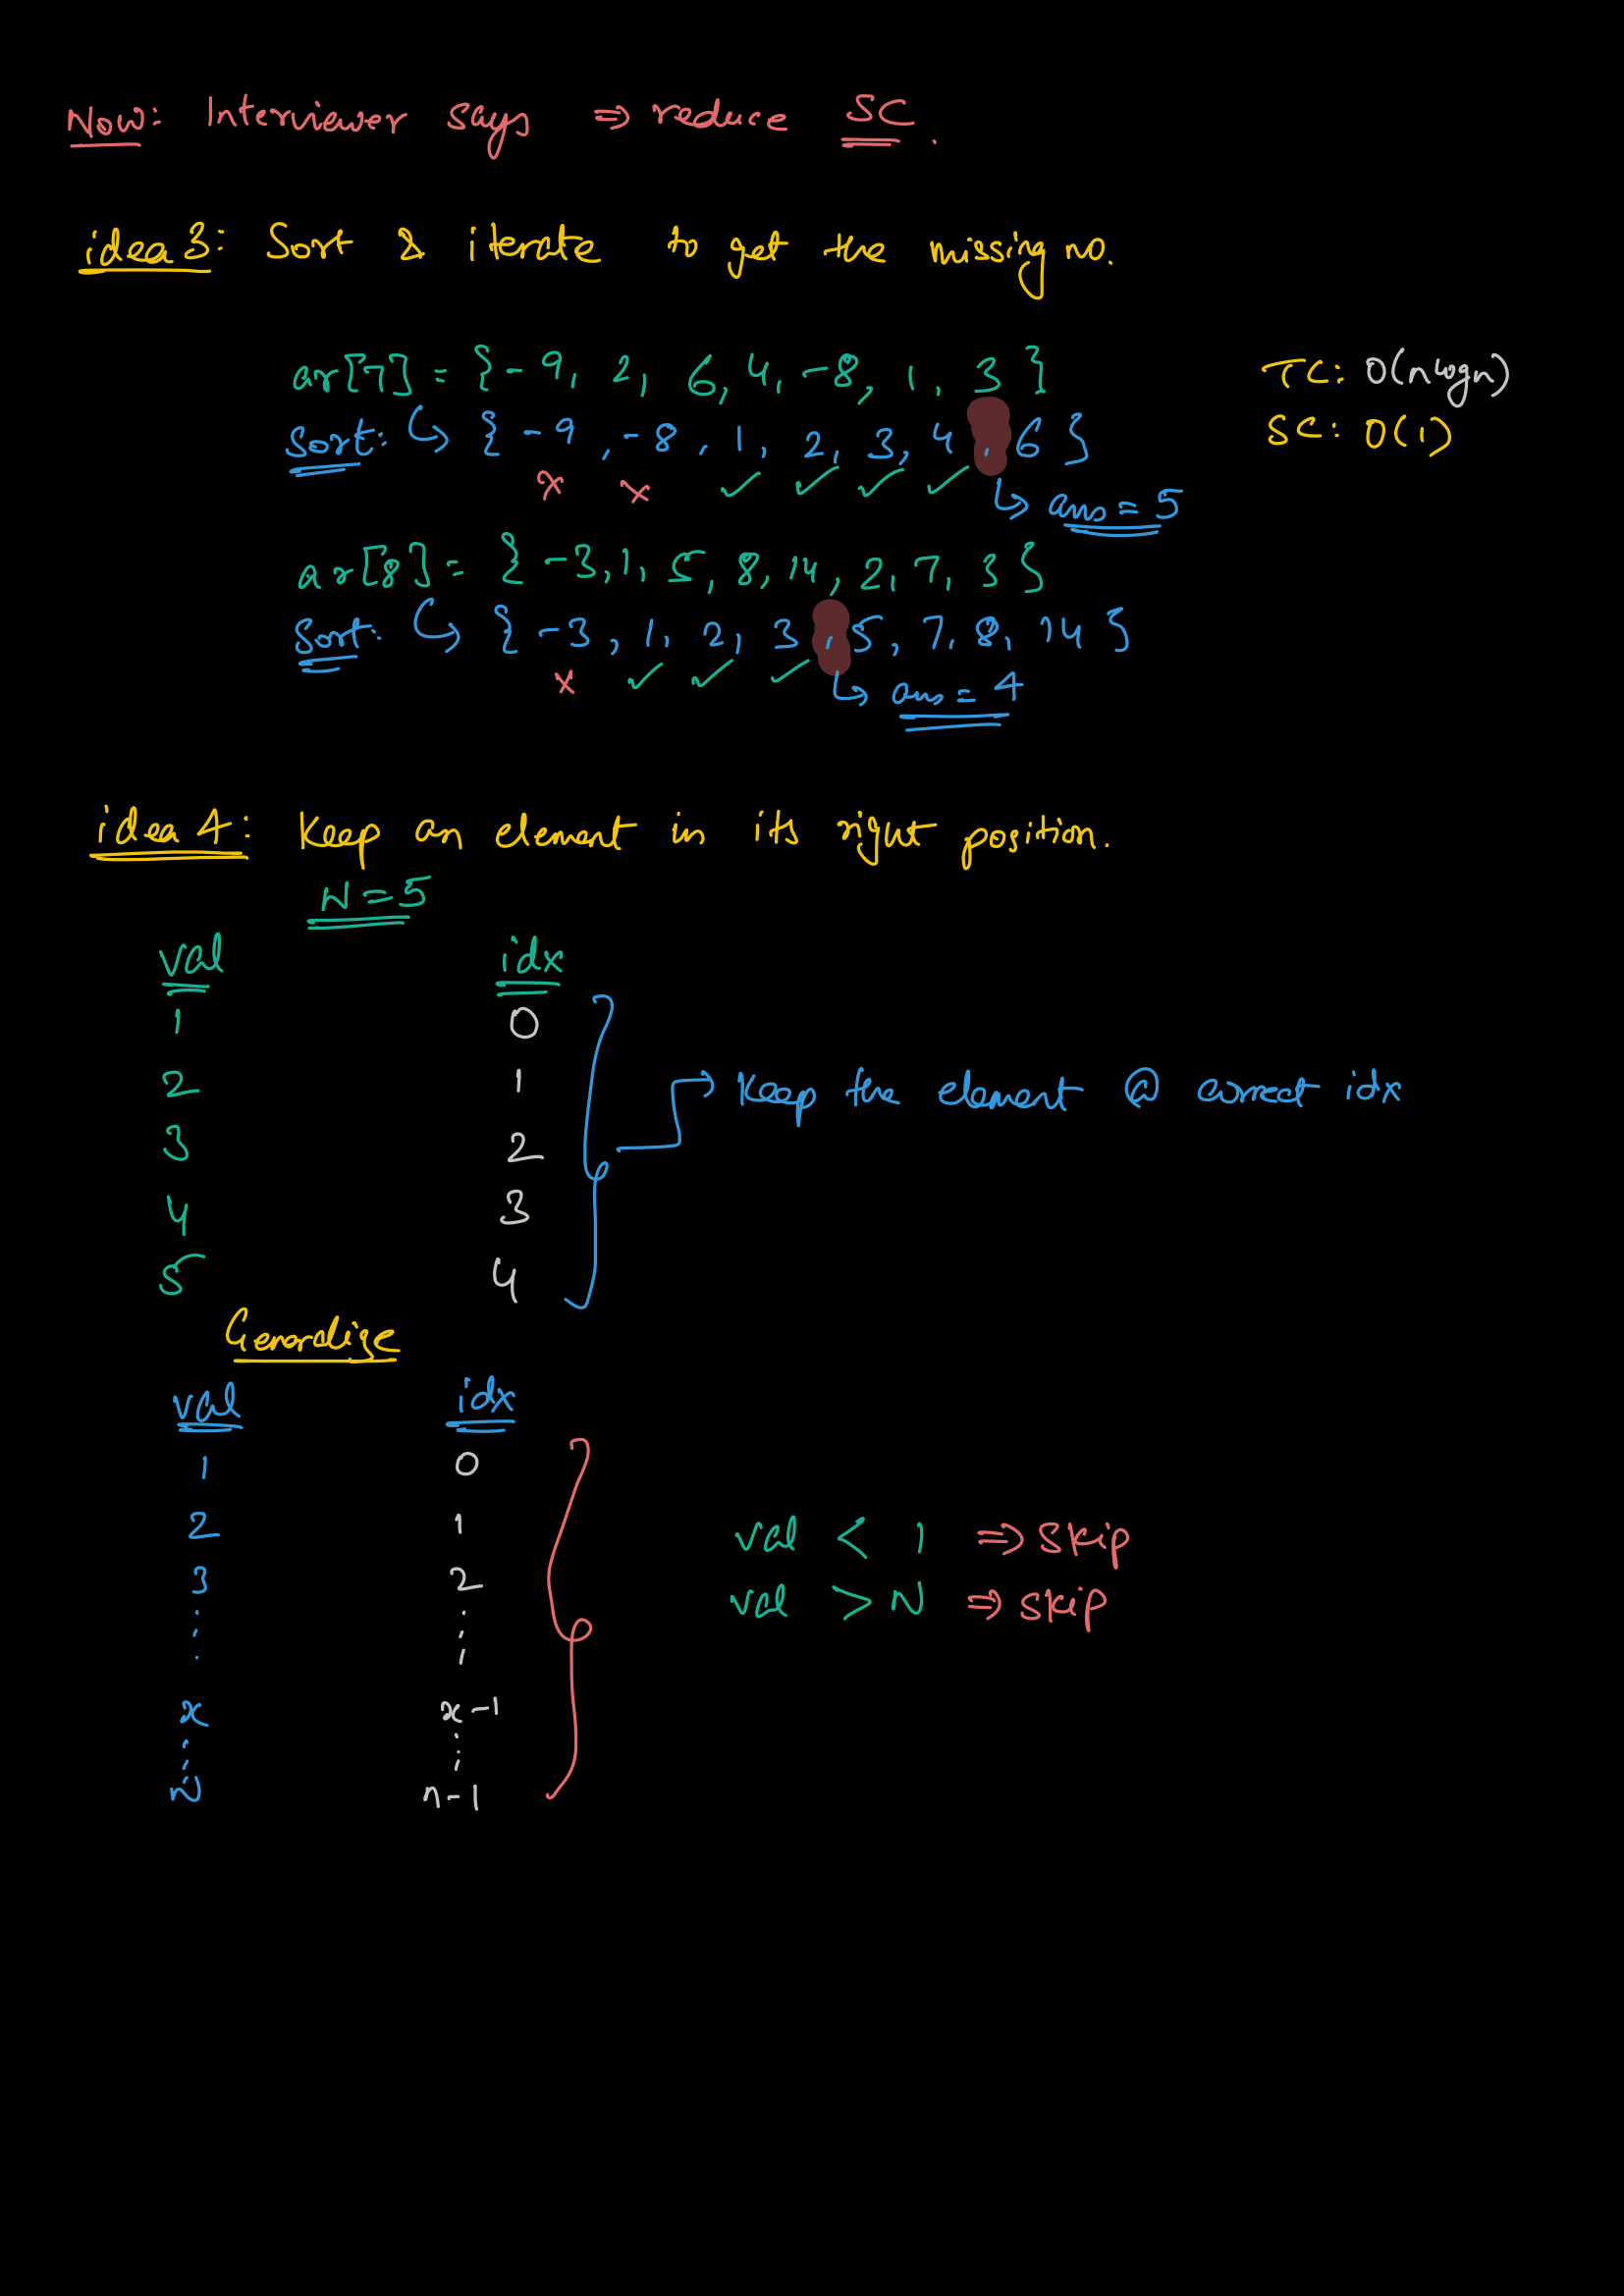 Now: Interviewer says ⇒ reduce SC.
idea 3: Sort & iterate to get the missing no.
ar[7] = {-9, 2, 6, 4, -8, 1, 3}
TC: O(nlogn)
Sort: ↪ {-9, -8, 1, 2, 3, 4, 6}
SC: O(1)
x x ✓ ✓ ✓ ✓ ↪ ans = 5
ar[8] = {-3, 1, 5, 8, 14, 2, 7, 3}
Sort: ↪ {-3, 1, 2, 3, 5, 7, 8, 14}
x ✓ ✓ ✓ ↪ ans = 4
idea 4: Keep an element in its right position.
N = 5
val idx
1 0
2 1
→ Keep the element @ correct idx
3 2
4 3
5 4
Generalize
val idx
1 0
2 1
val < 1 ⇒ skip
3 2
val > N ⇒ skip
⋮ ⋮
x x-1
⋮ ⋮
N n-1